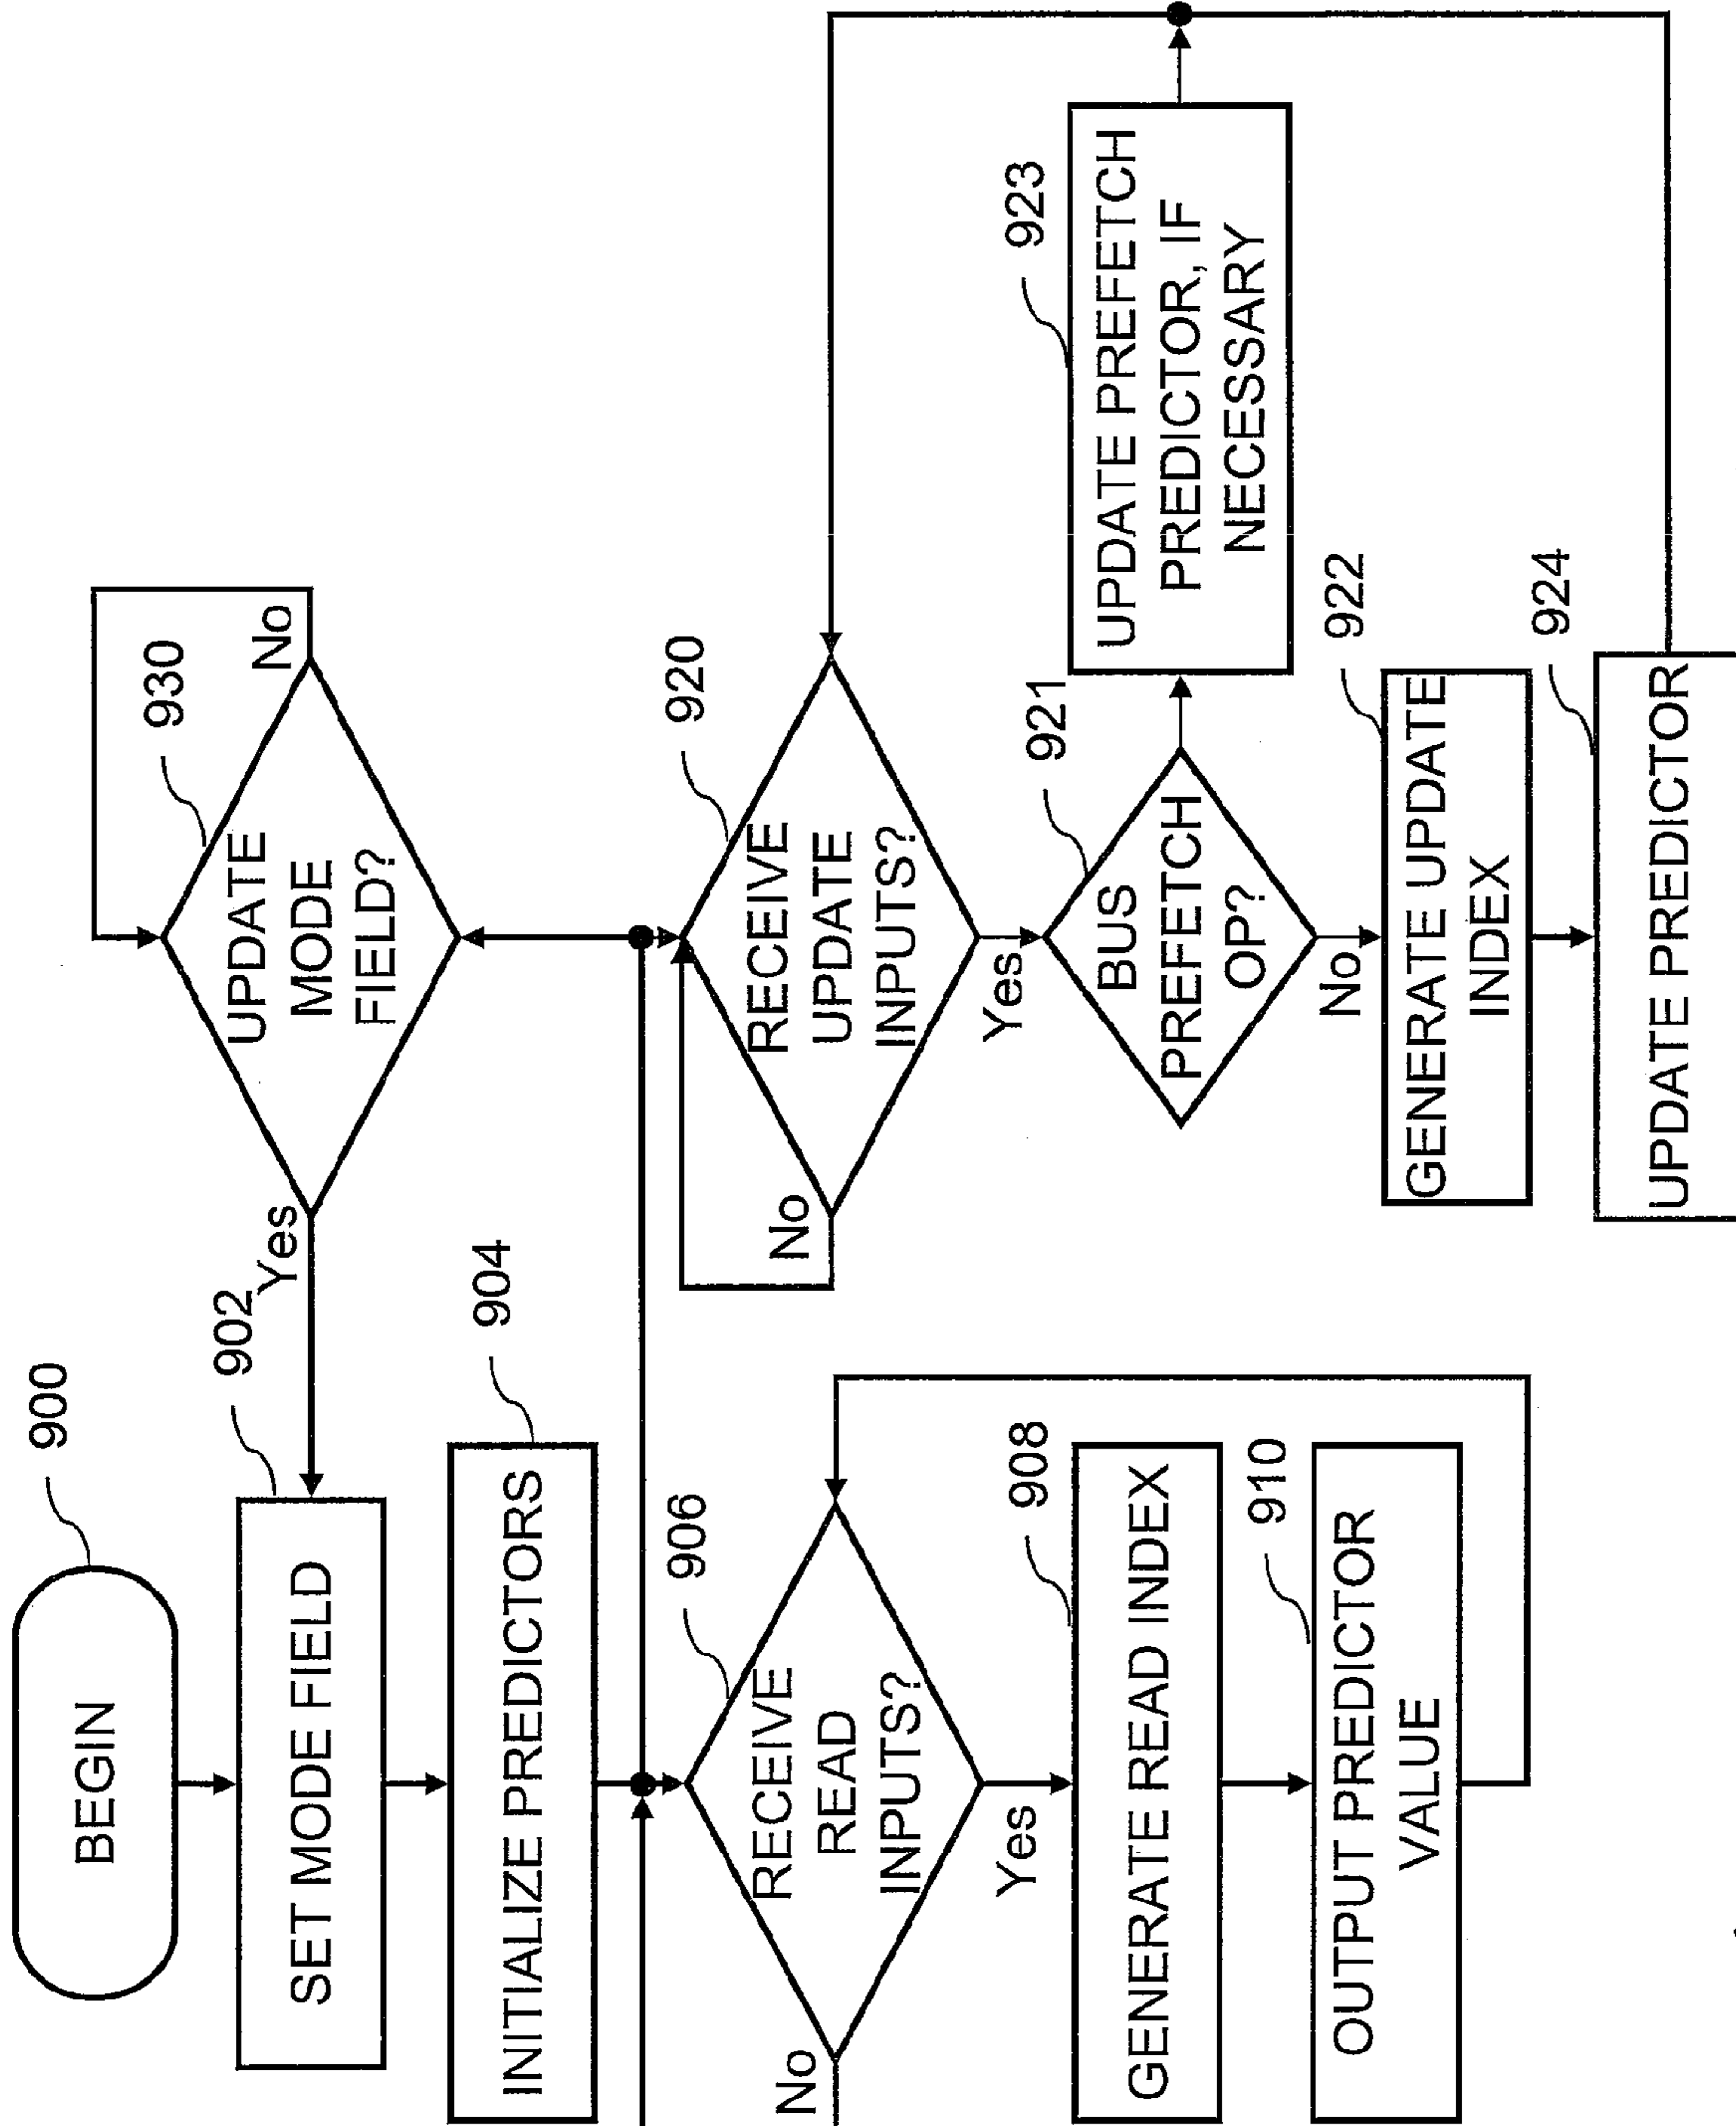 BEGIN
900
SET MODE FIELD
902
Yes
UPDATE
MODE
FIELD?
930
No
INITIALIZE PREDICTORS
904
No
RECEIVE
READ
INPUTS?
906
Yes
GENERATE READ INDEX
908
OUTPUT PREDICTOR
VALUE
910
No
RECEIVE
UPDATE
INPUTS?
920
Yes
BUS
PREFETCH
OP?
921
No
UPDATE PREFETCH
PREDICTOR, IF
NECESSARY
923
GENERATE UPDATE
INDEX
922
UPDATE PREDICTOR
924